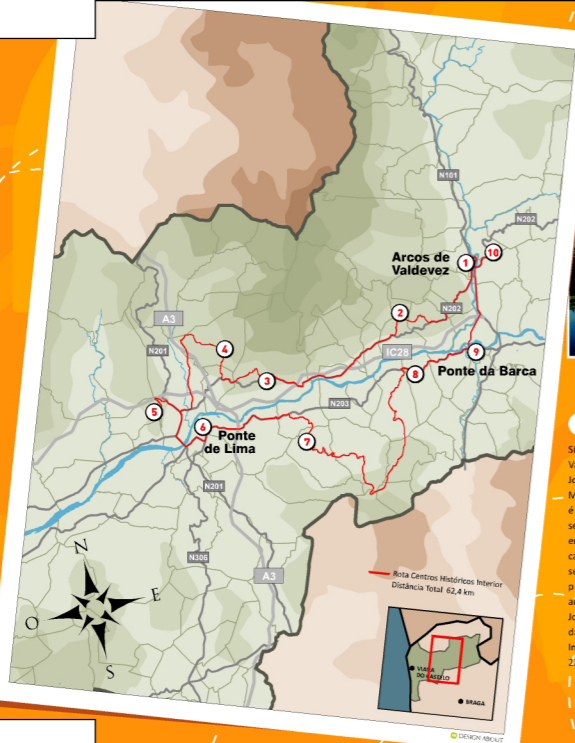 N101
N202
Arcos de
Valdevez
1
10
2
N202
A3
N201
4
IC28
9
3
8
Ponte da Barca
5
N203
6
Ponte
de Lima
7
N201
N306
A3
N
E
O
S
Rota Centros Históricos Interior
Distância Total 62,4 km
VIANA
DO CASTELO
BRAGA
DESIGN ABOUT